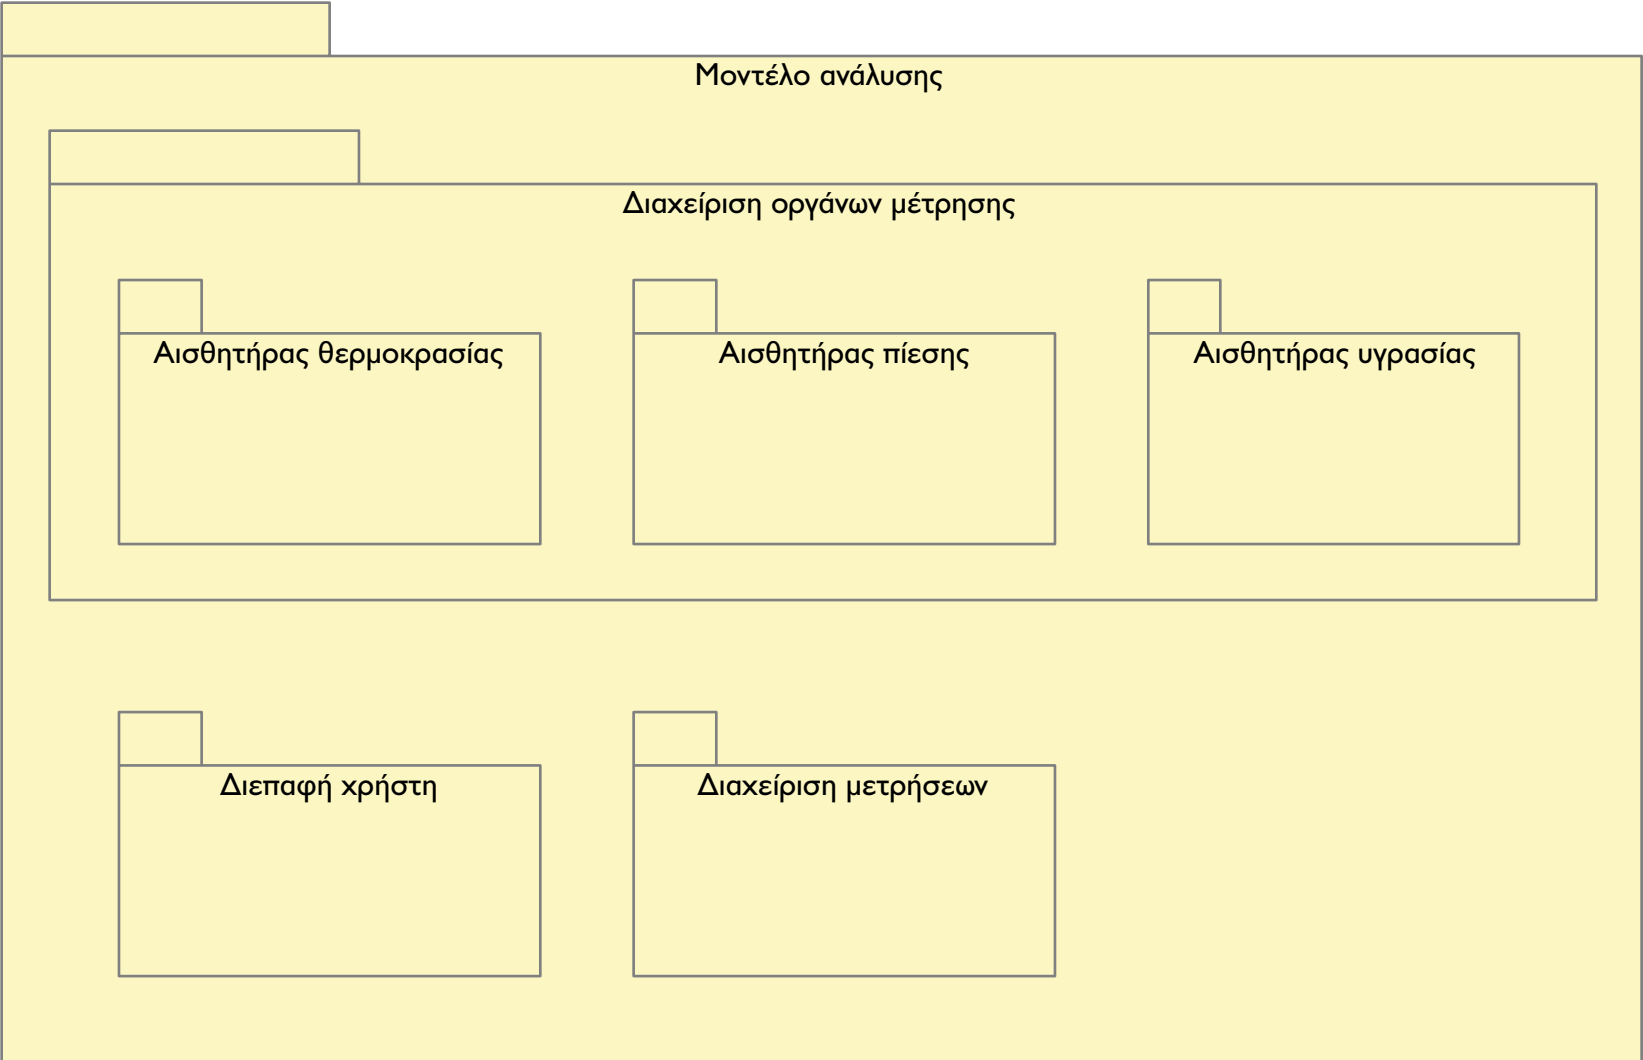 Μοντέλο ανάλυσης
Διαχείριση οργάνων μέτρησης
Αισθητήρας θερμοκρασίας
Αισθητήρας πίεσης
Αισθητήρας υγρασίας
Διεπαφή χρήστη
Διαχείριση μετρήσεων